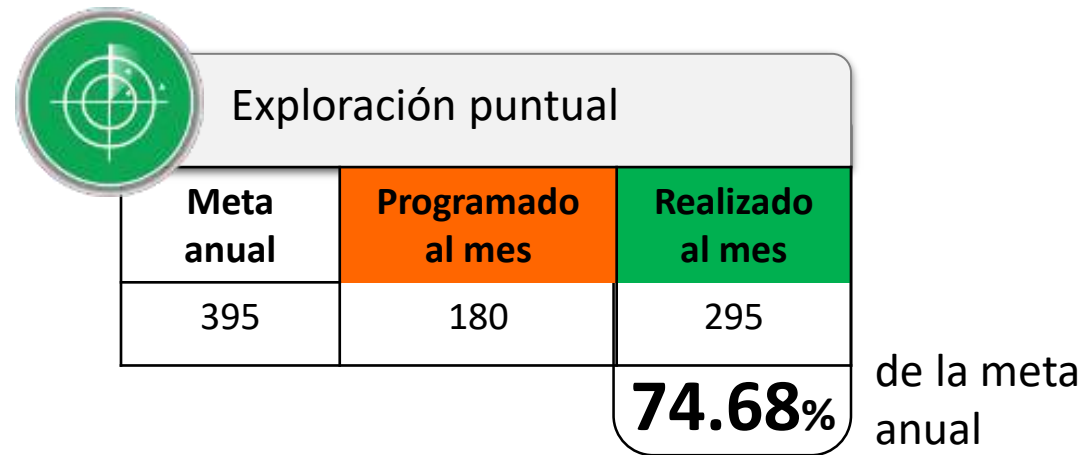 Exploración puntual
Meta anual
Programado al mes
Realizado al mes
395 180 295
74.68%
de la meta
anual